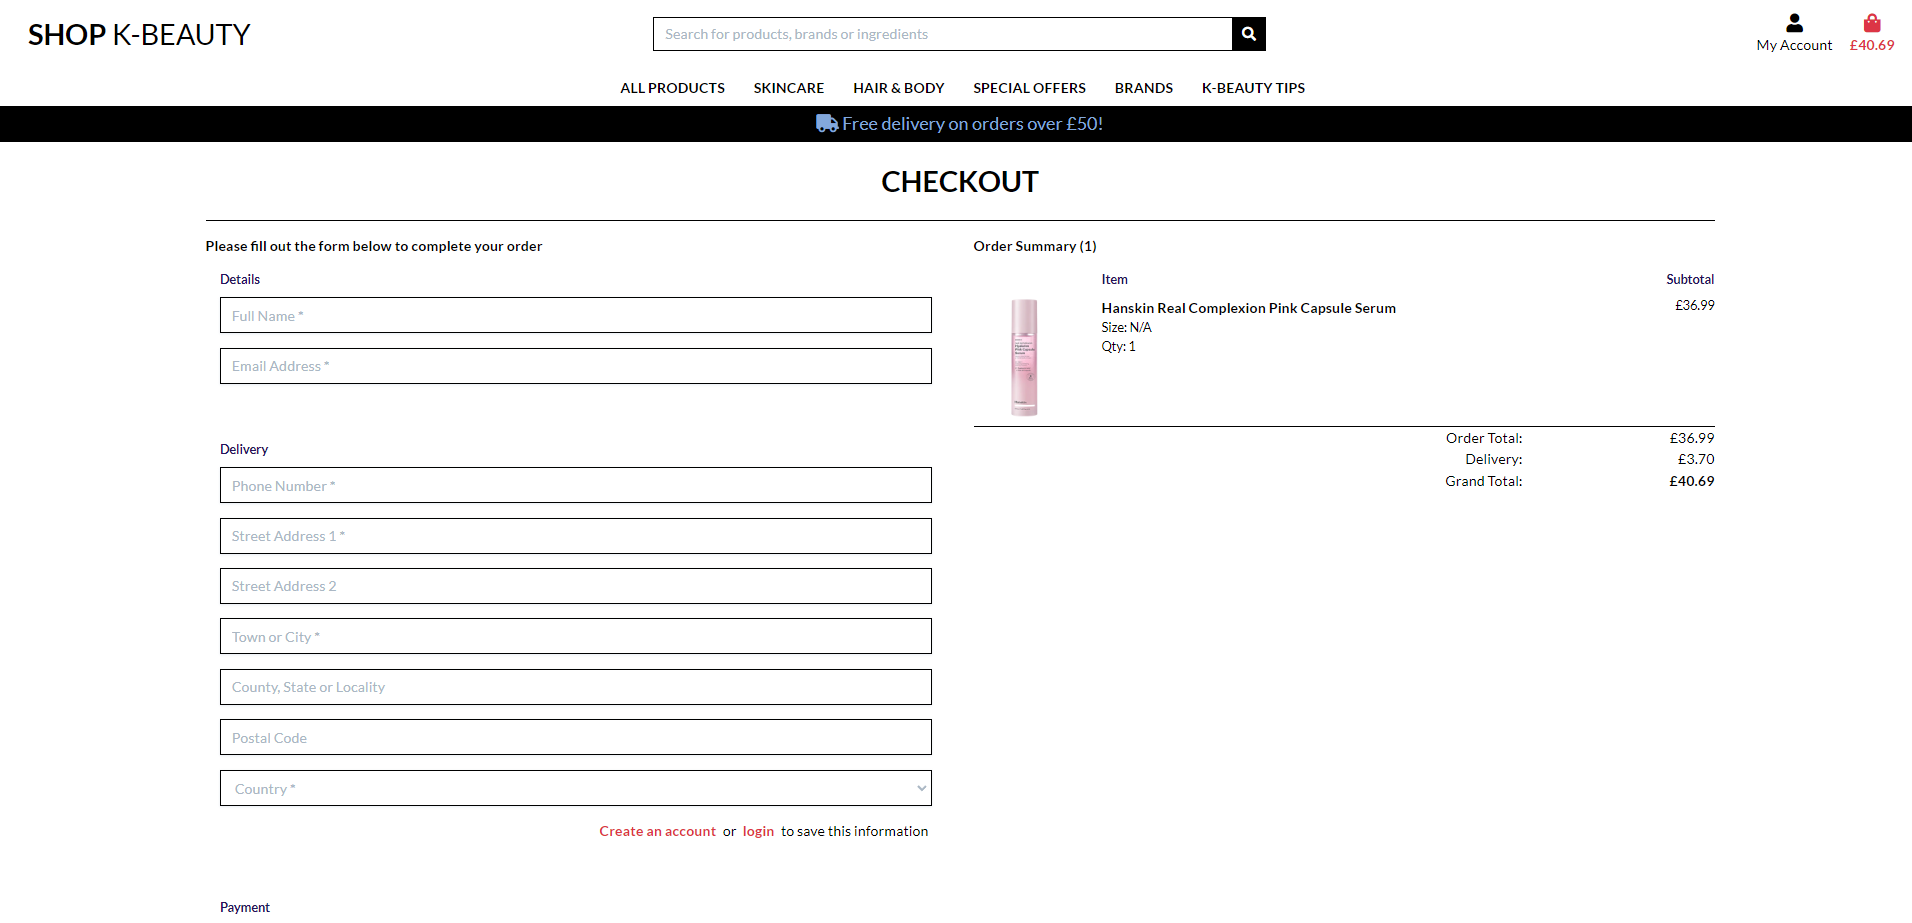 SHOP K-BEAUTY
Search for products, brands or ingredients
My Account
£40.69
ALL PRODUCTS SKINCARE HAIR & BODY SPECIAL OFFERS BRANDS K-BEAUTY TIPS
Free delivery on orders over £50!
CHECKOUT
Please fill out the form below to complete your order
Details
Full Name *
Email Address *
Delivery
Phone Number *
Street Address 1 *
Street Address 2
Town or City *
County, State or Locality
Postal Code
Country *
Create an account or login to save this information
Payment
Order Summary (1)
Item Subtotal
Hanskin Real Complexion Pink Capsule Serum £36.99
Size: N/A
Qty: 1
Order Total: £36.99
Delivery: £3.70
Grand Total: £40.69